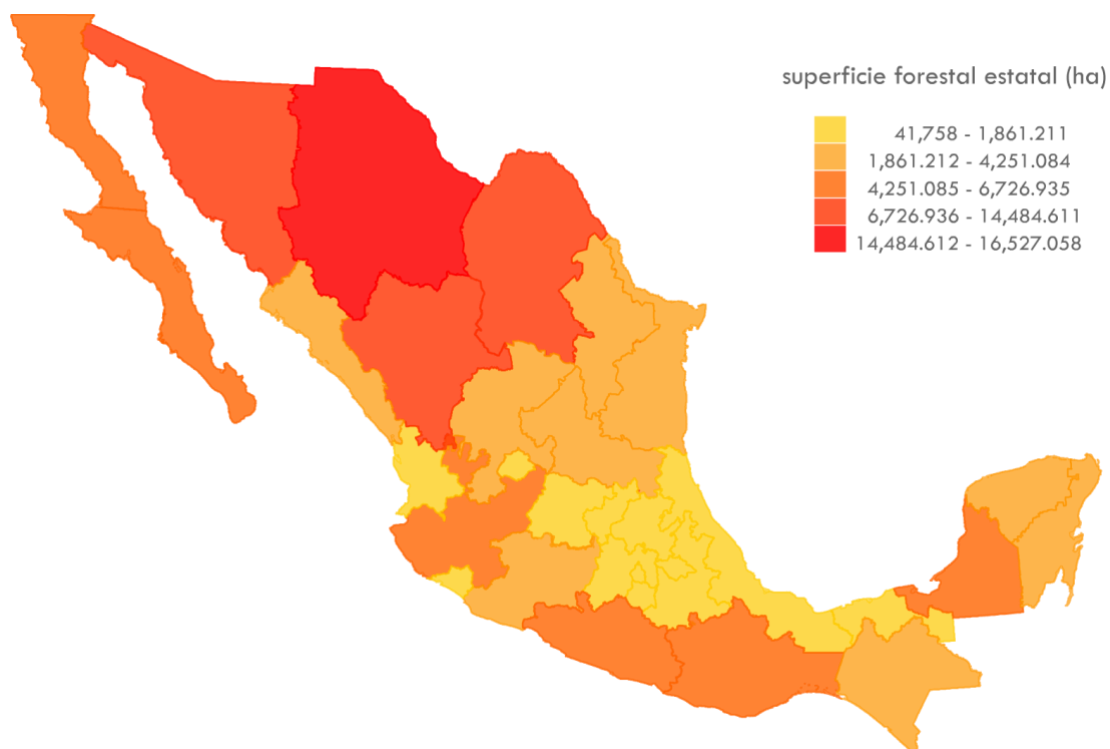 superficie forestal estatal (ha)
41,758 - 1,861.211
1,861.212 - 4,251.084
4,251.085 - 6,726.935
6,726.936 - 14,484.611
14,484.612 - 16,527.058